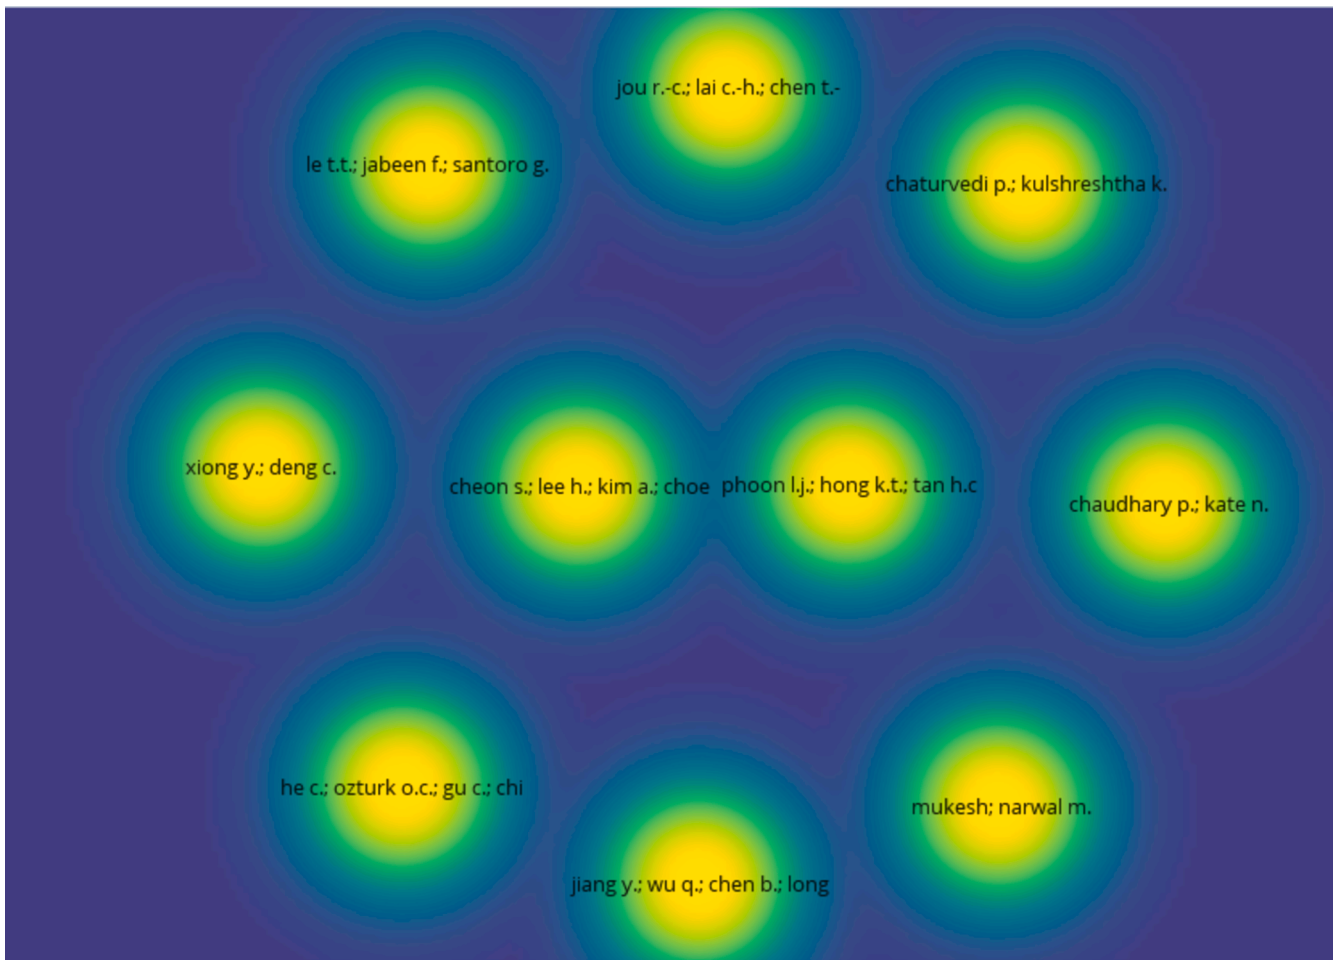 jou r.-c.; lai c.-h.; chen t.-
le t.t.; jabeen f.; santoro g.
chaturvedi p.; kulshreshtha k.
xiong y.; deng c.
cheon s.; lee h.; kim a.; choe
phoon l.j.; hong k.t.; tan h.c
chaudhary p.; kate n.
he c.; ozturk o.c.; gu c.; chi
mukesh; narwal m.
jiang y.; wu q.; chen b.; long